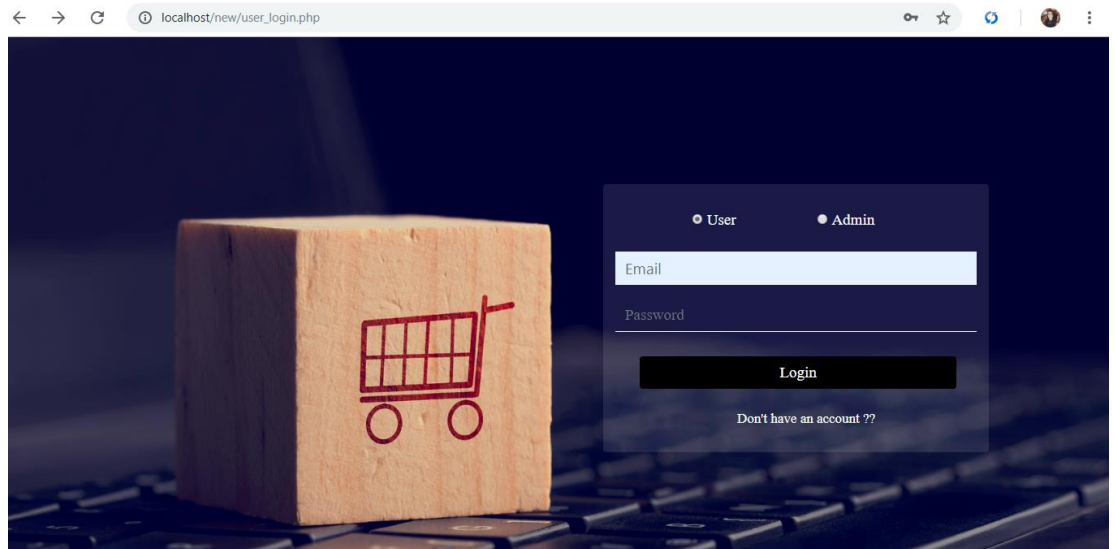 localhost/new/user_login.php
User Admin
Email
Password
Login
Don't have an account ??